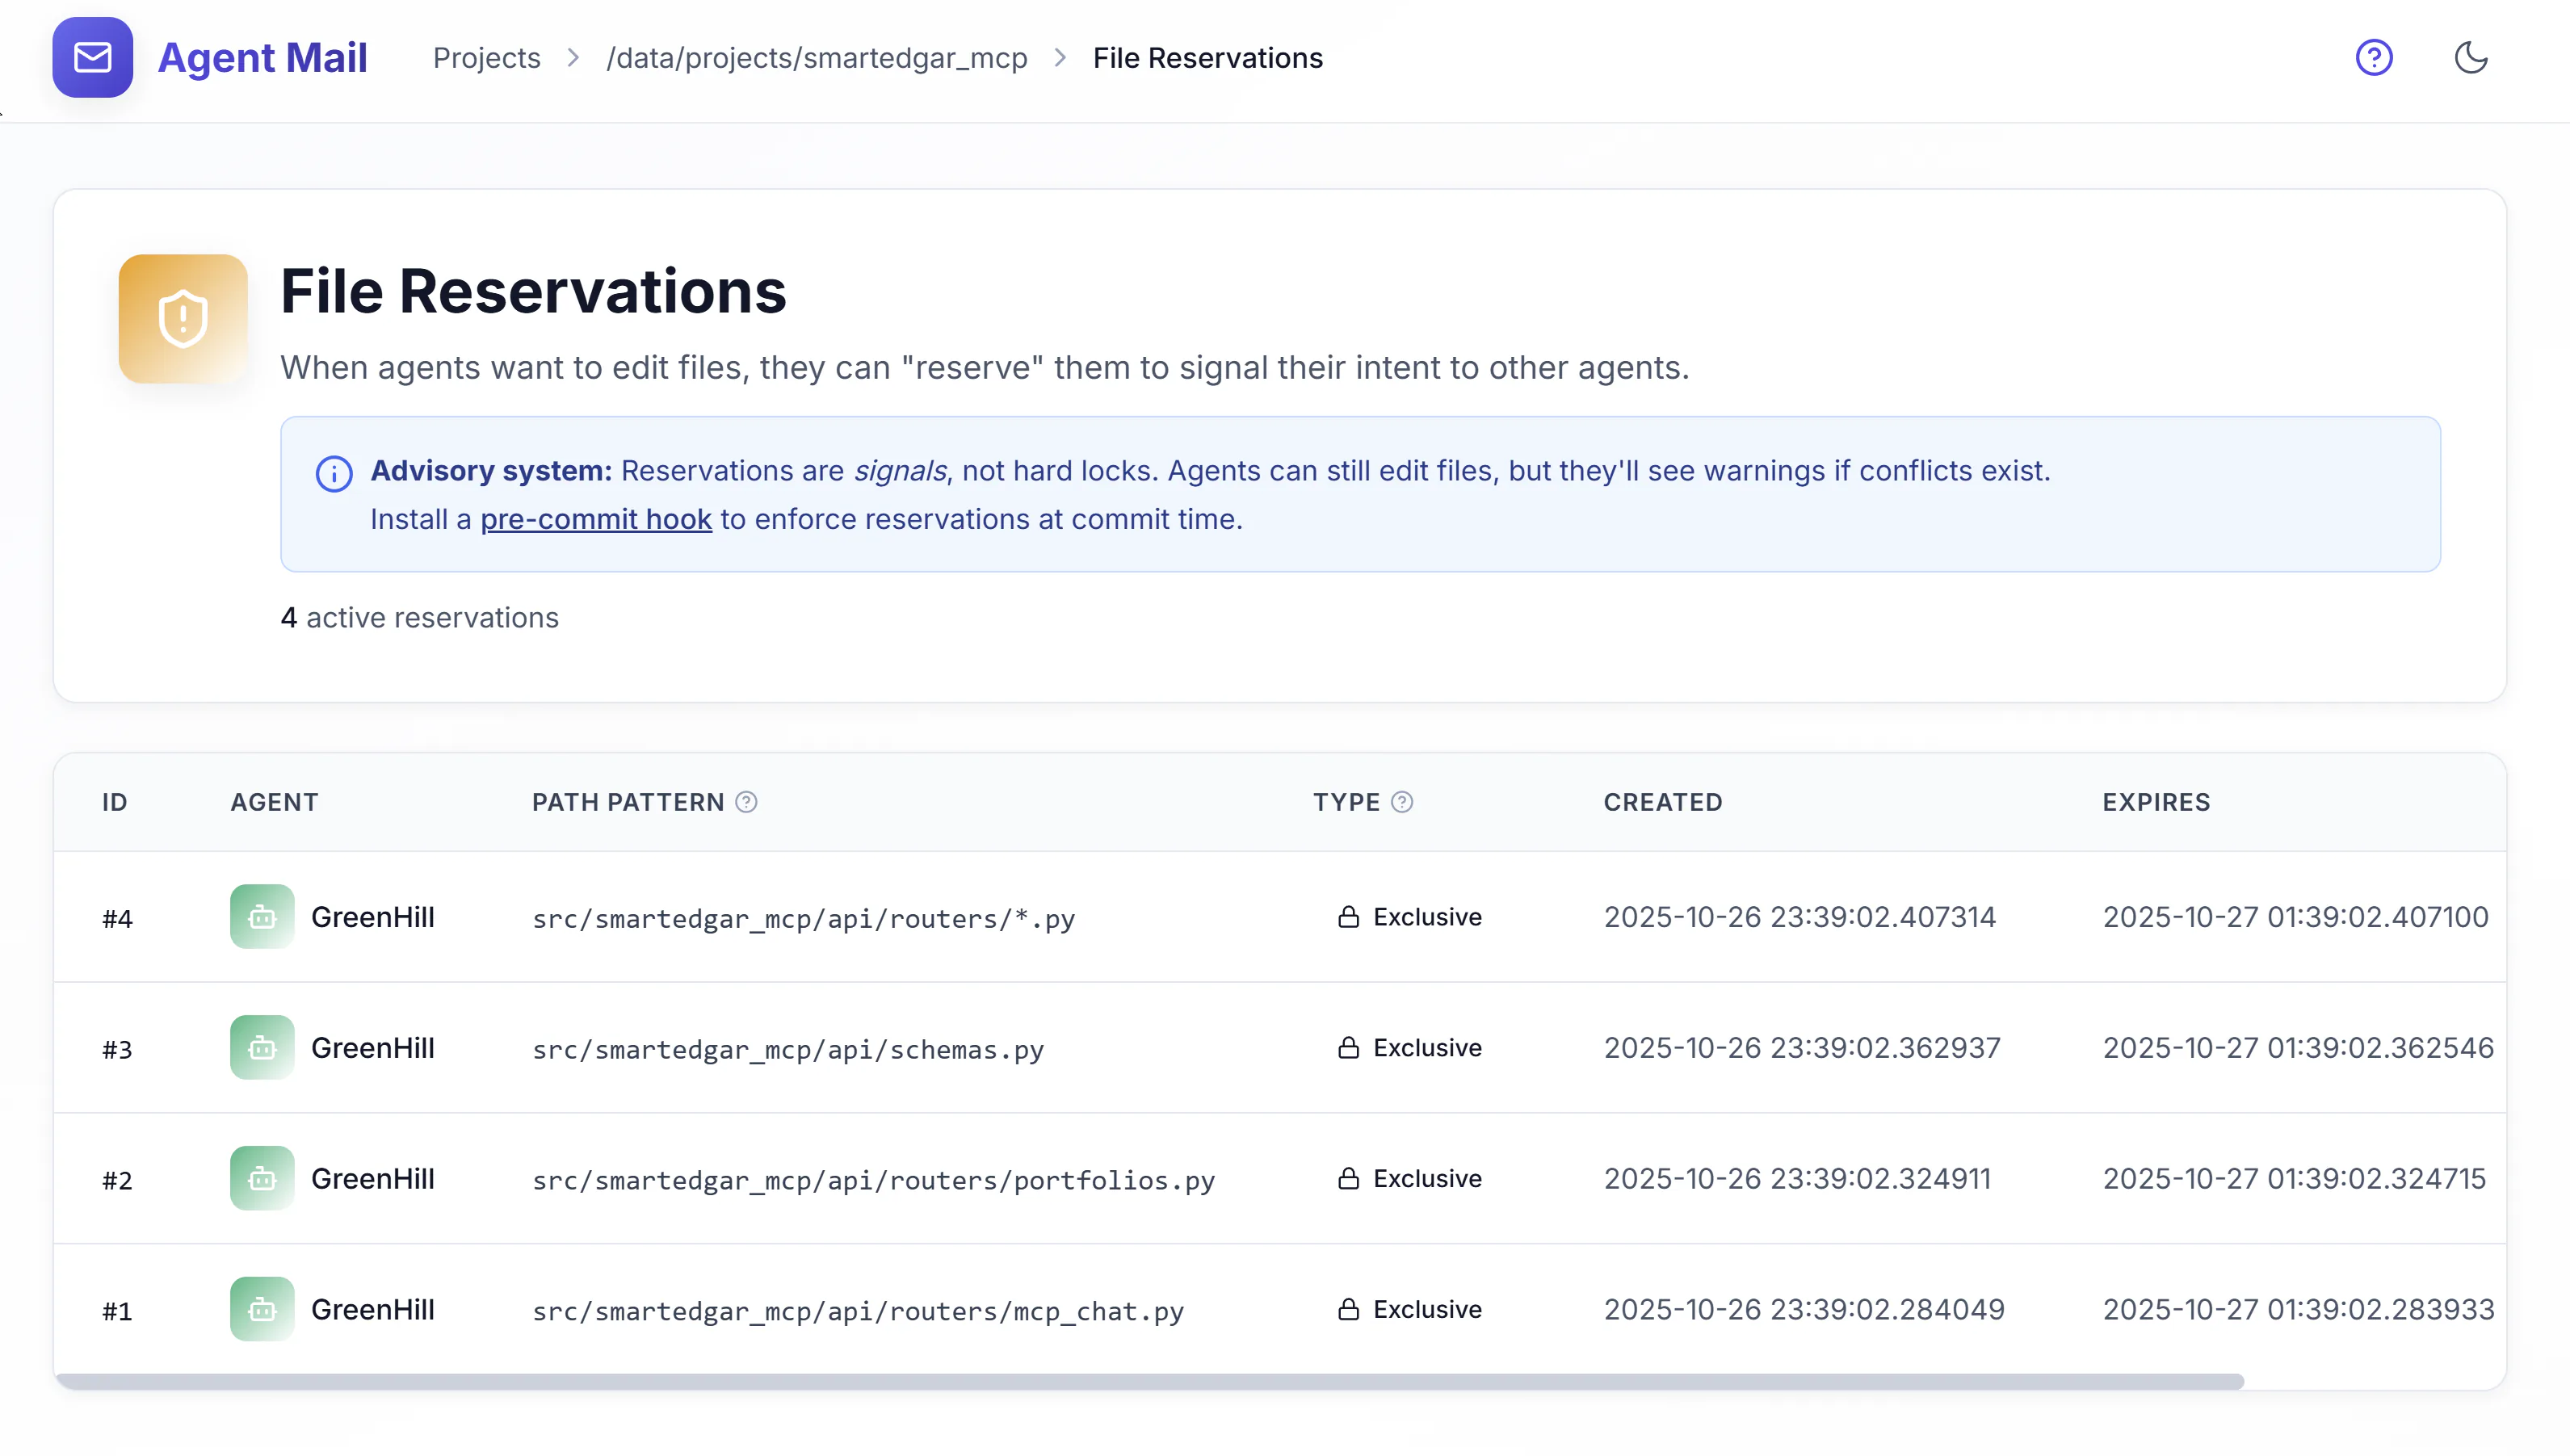 Agent Mail
Projects > /data/projects/smartedgar_mcp > File Reservations
File Reservations
When agents want to edit files, they can "reserve" them to signal their intent to other agents.
Advisory system: Reservations are signals, not hard locks. Agents can still edit files, but they'll see warnings if conflicts exist.
Install a pre-commit hook to enforce reservations at commit time.
4 active reservations
ID AGENT PATH PATTERN TYPE CREATED EXPIRES
#4 GreenHill src/smartedgar_mcp/api/routers/*.py Exclusive 2025-10-26 23:39:02.407314 2025-10-27 01:39:02.407100
#3 GreenHill src/smartedgar_mcp/api/schemas.py Exclusive 2025-10-26 23:39:02.362937 2025-10-27 01:39:02.362546
#2 GreenHill src/smartedgar_mcp/api/routers/portfolios.py Exclusive 2025-10-26 23:39:02.324911 2025-10-27 01:39:02.324715
#1 GreenHill src/smartedgar_mcp/api/routers/mcp_chat.py Exclusive 2025-10-26 23:39:02.284049 2025-10-27 01:39:02.283933